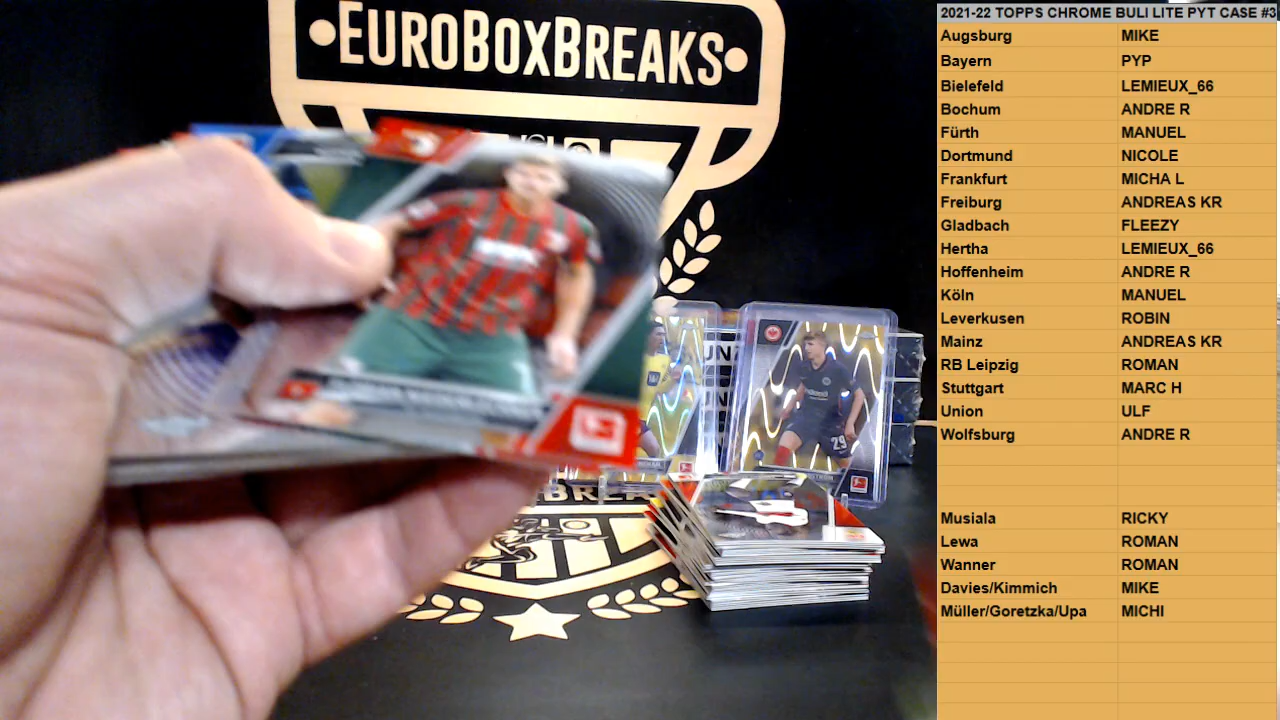 •EUROBOXBREAKS•
29
2021-22 TOPPS CHROME BULI LITE PYT CASE #3
Augsburg MIKE
Bayern PYP
Bielefeld LEMIEUX_66
Bochum ANDRE R
Fürth MANUEL
Dortmund NICOLE
Frankfurt MICHA L
Freiburg ANDREAS KR
Gladbach FLEEZY
Hertha LEMIEUX_66
Hoffenheim ANDRE R
Köln MANUEL
Leverkusen ROBIN
Mainz ANDREAS KR
RB Leipzig ROMAN
Stuttgart MARC H
Union ULF
Wolfsburg ANDRE R
Musiala RICKY
Lewa ROMAN
Wanner ROMAN
Davies/Kimmich MIKE
Müller/Goretzka/Upa MICHI